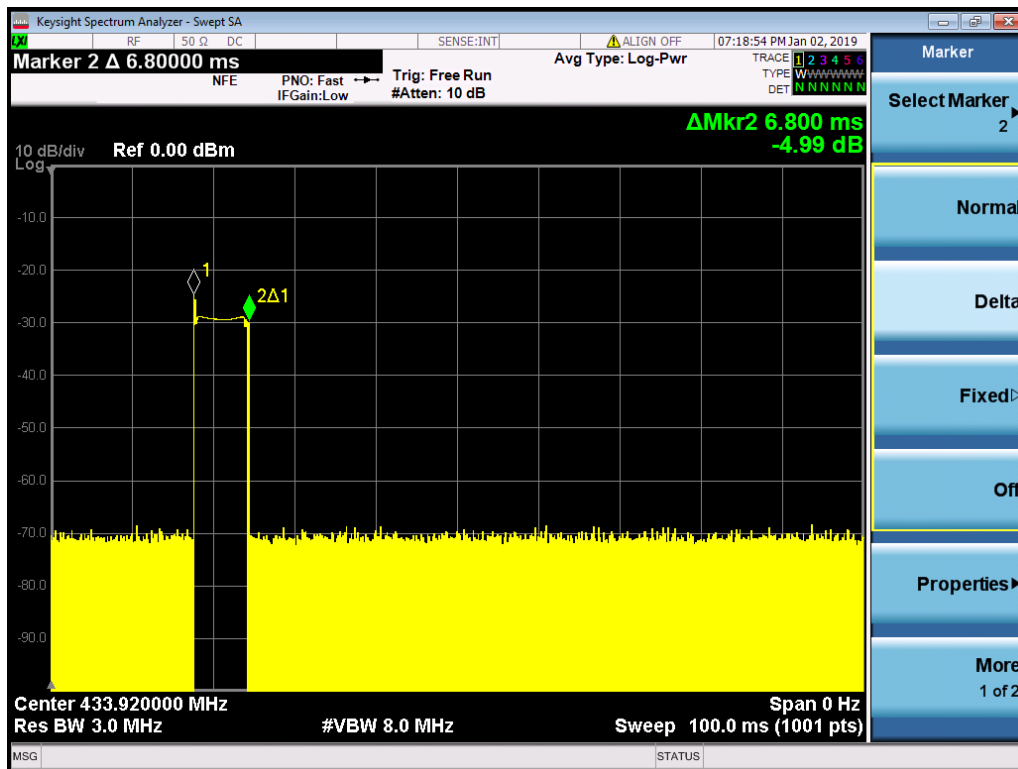 Keysight Spectrum Analyzer - Swept SA
LXI RF 50 Ω DC SENSE:INT ALIGN OFF 07:18:54 PM Jan 02, 2019
Marker 2 Δ 6.80000 ms
NFE
PNO: Fast
IFGain:Low
Trig: Free Run
#Atten: 10 dB
Avg Type: Log-Pwr
TRACE 1 2 3 4 5 6
TYPE WWWWWW
DET N N N N N N
ΔMkr2 6.800 ms
-4.99 dB
10 dB/div
Log
Ref 0.00 dBm
-10.0
-20.0
-30.0
-40.0
-50.0
-60.0
-70.0
-80.0
-90.0
1
2Δ1
Center 433.920000 MHz
Span 0 Hz
Res BW 3.0 MHz
#VBW 8.0 MHz
Sweep 100.0 ms (1001 pts)
MSG
STATUS
Marker
Select Marker
2
Normal
Delta
Fixed
Off
Properties
More
1 of 2